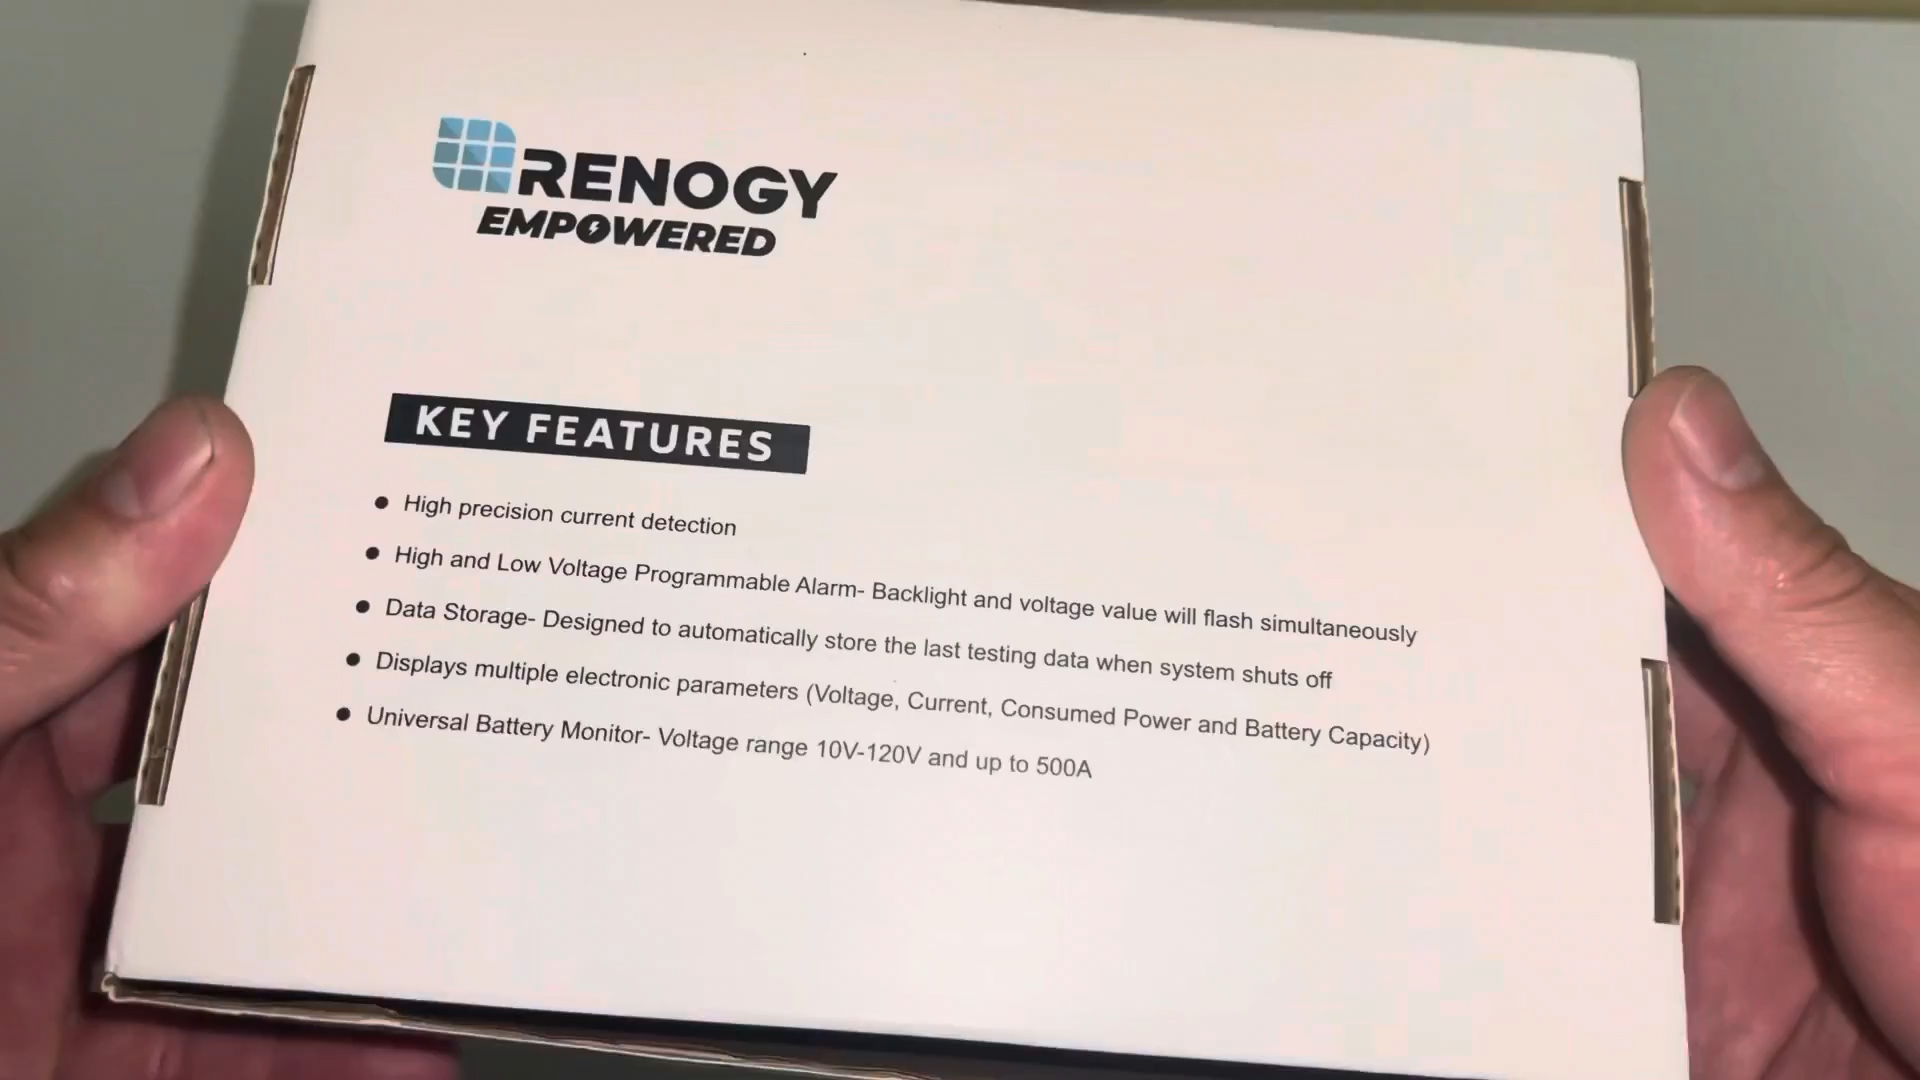 RENOGY
EMPOWERED
KEY FEATURES
● High precision current detection
● High and Low Voltage Programmable Alarm- Backlight and voltage value will flash simultaneously
● Data Storage- Designed to automatically store the last testing data when system shuts off
● Displays multiple electronic parameters (Voltage, Current, Consumed Power and Battery Capacity)
● Universal Battery Monitor- Voltage range 10V-120V and up to 500A